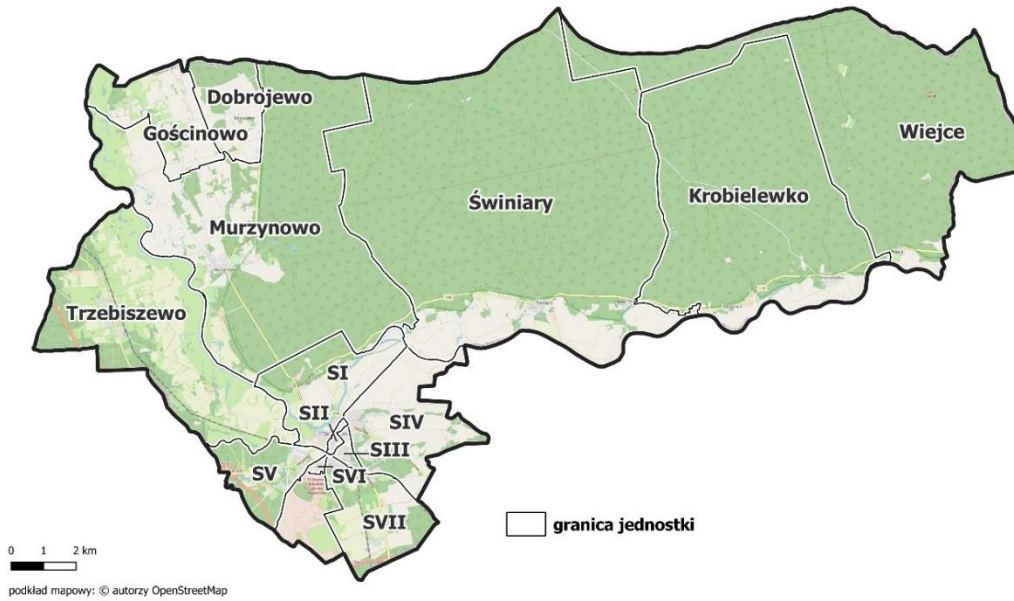 Dobrojewo
Gościnowo
Wiejce
Świniary
Krobielewko
Murzynowo
Trzebiszewo
SI
SII
SIV
SIII
SV
SVI
SVII
granica jednostki
0 1 2 km
podkład mapowy: © autorzy OpenStreetMap